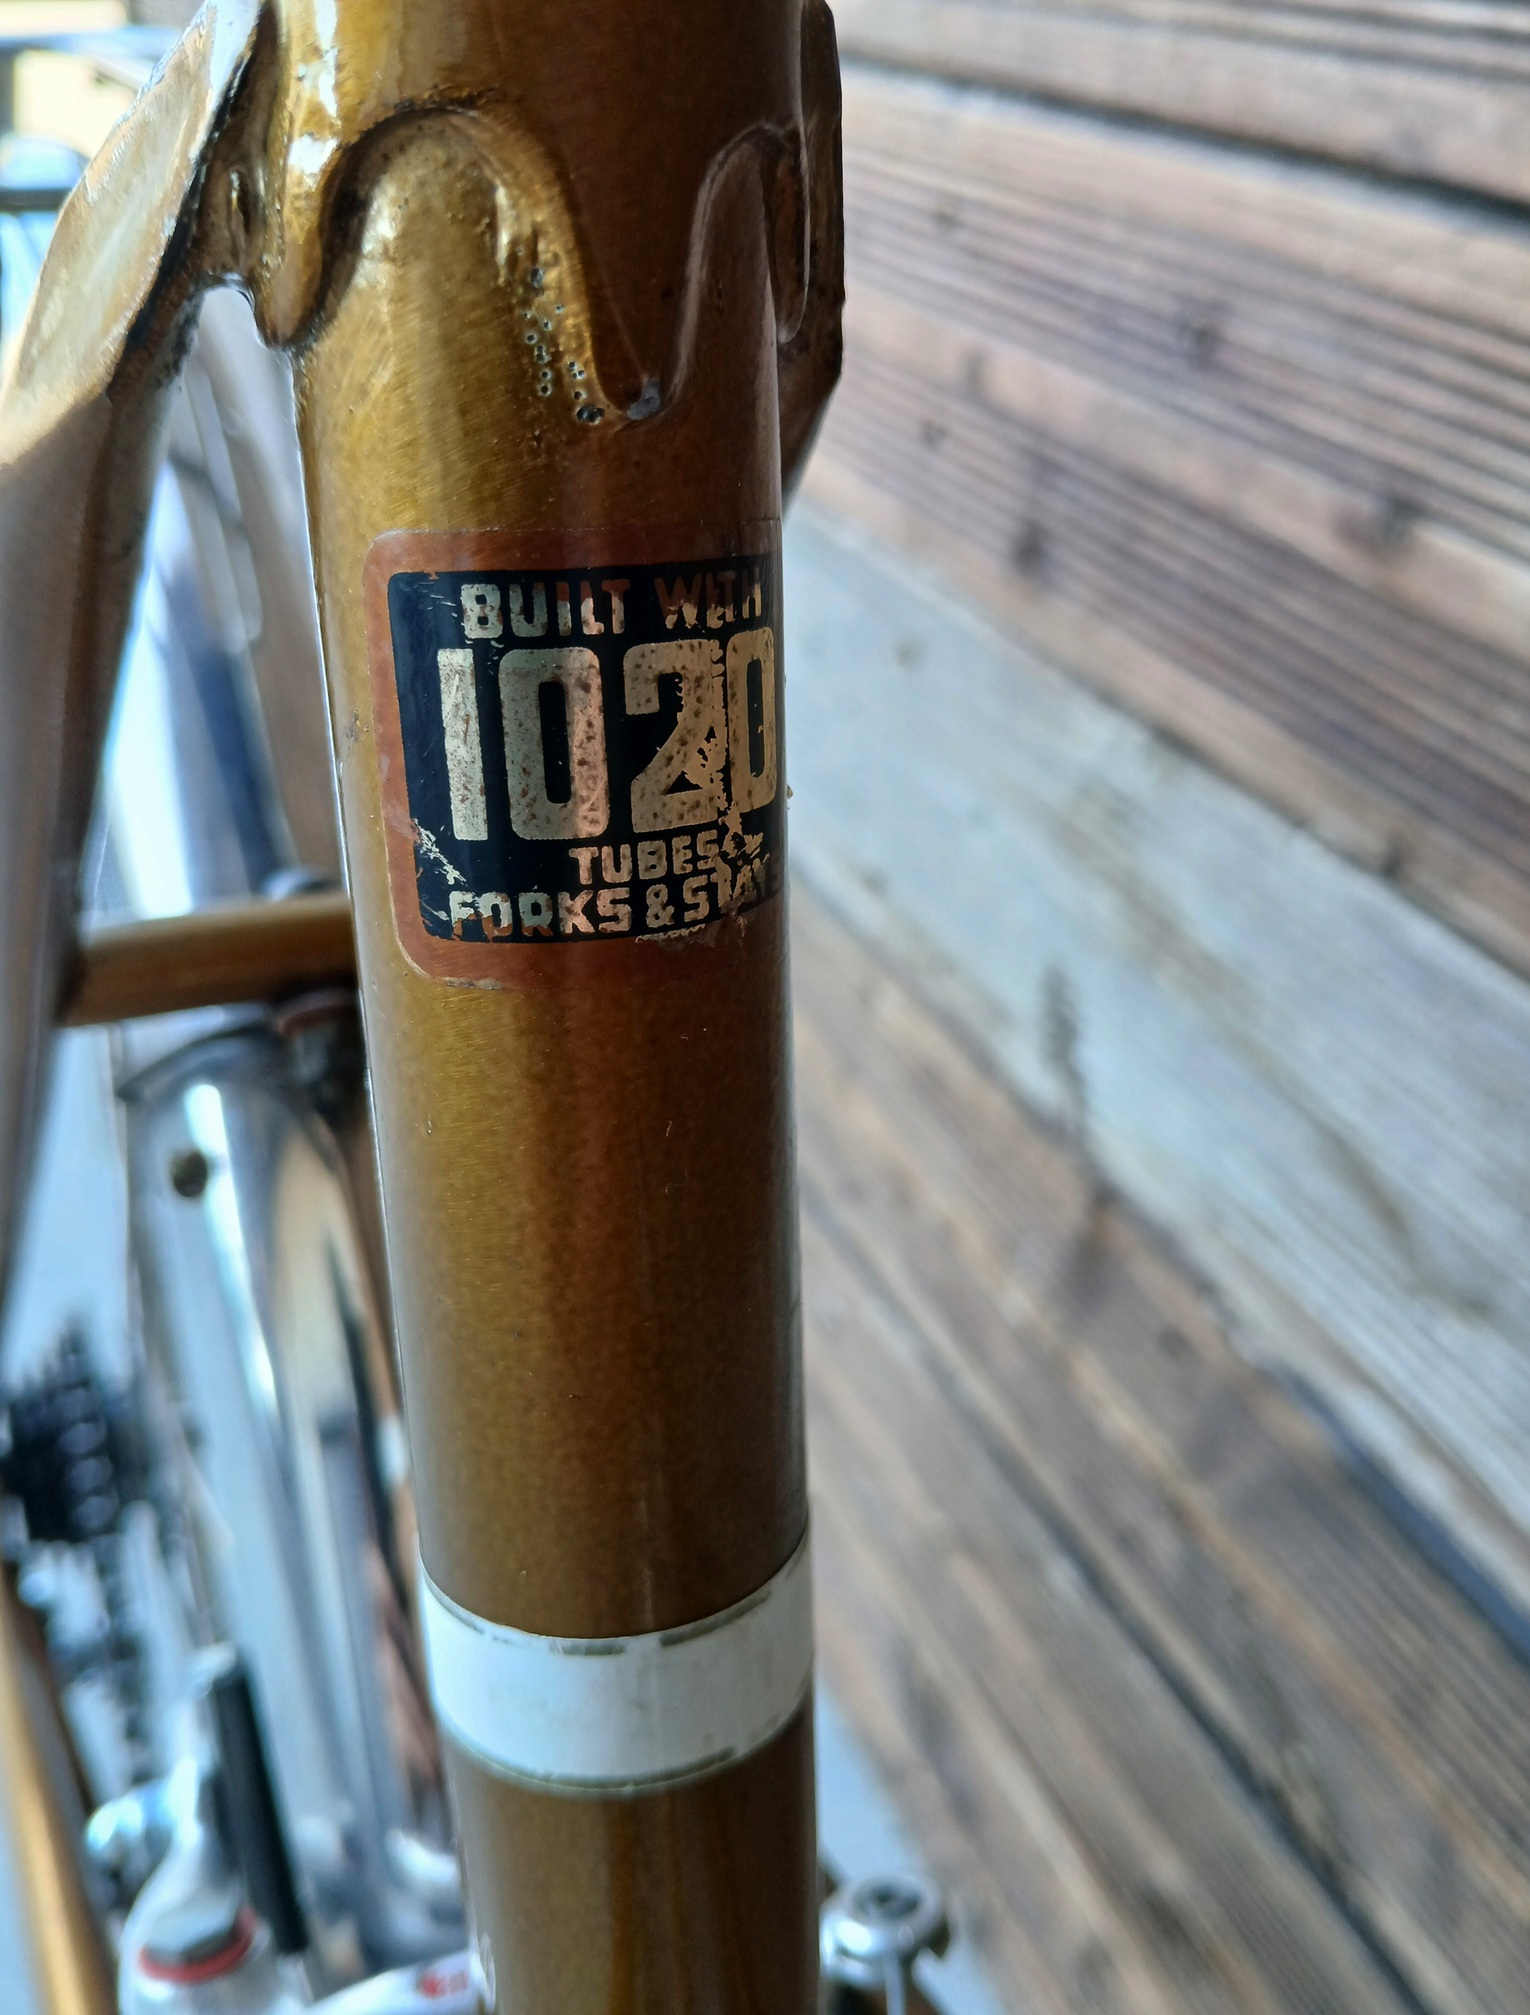 BUILT WITH
1020
TUBES
FORKS & STAYS